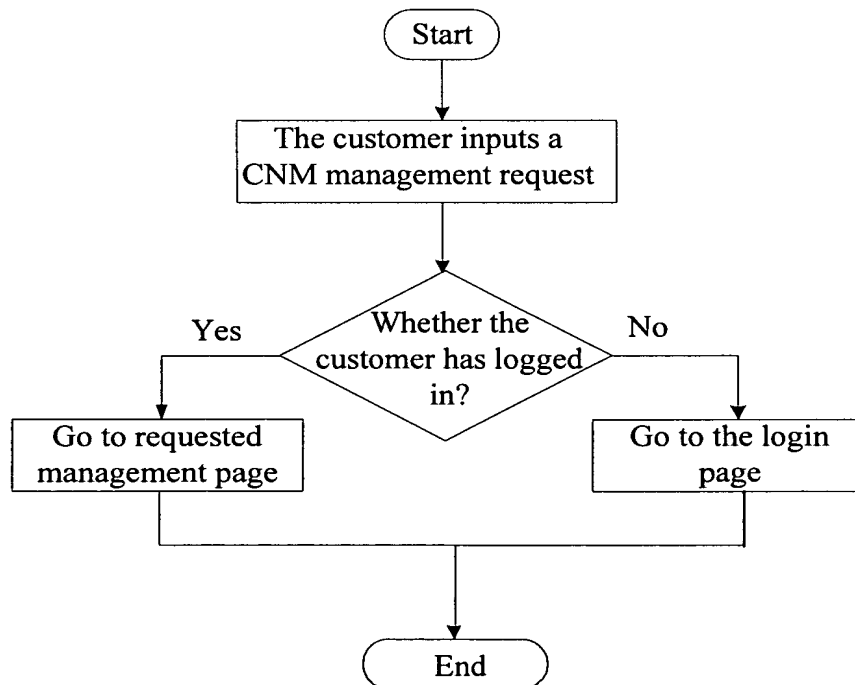 Start
The customer inputs a
CNM management request
Whether the
customer has logged
in?
Yes
No
Go to requested
management page
Go to the login
page
End